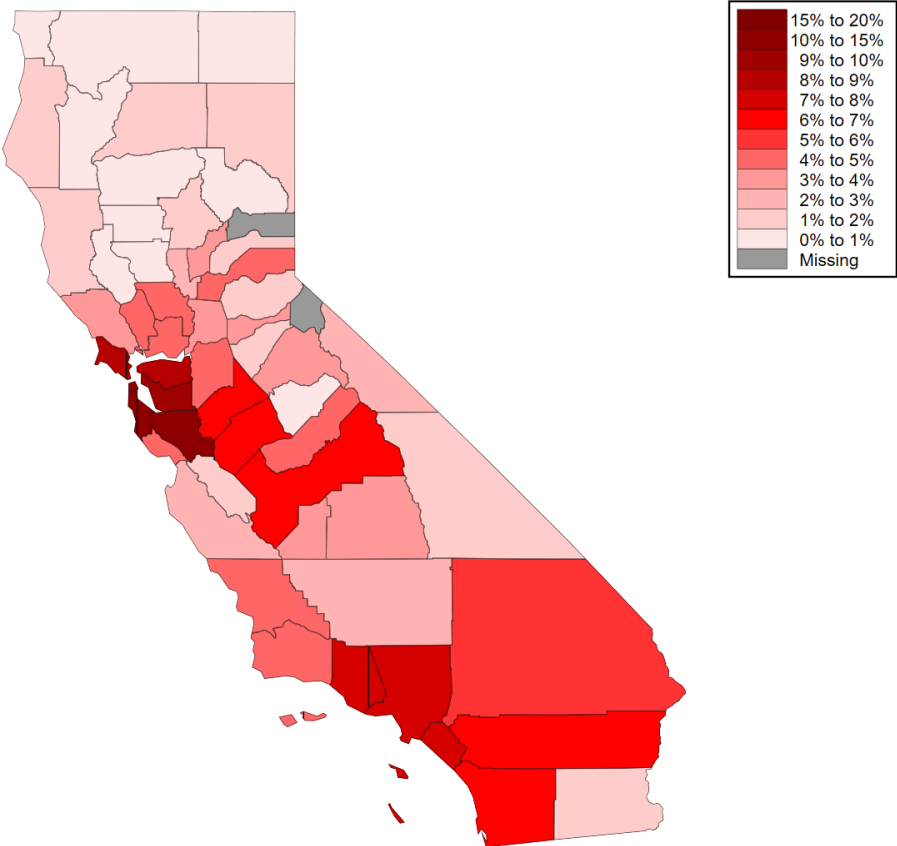 15% to 20%
10% to 15%
9% to 10%
8% to 9%
7% to 8%
6% to 7%
5% to 6%
4% to 5%
3% to 4%
2% to 3%
1% to 2%
0% to 1%
Missing